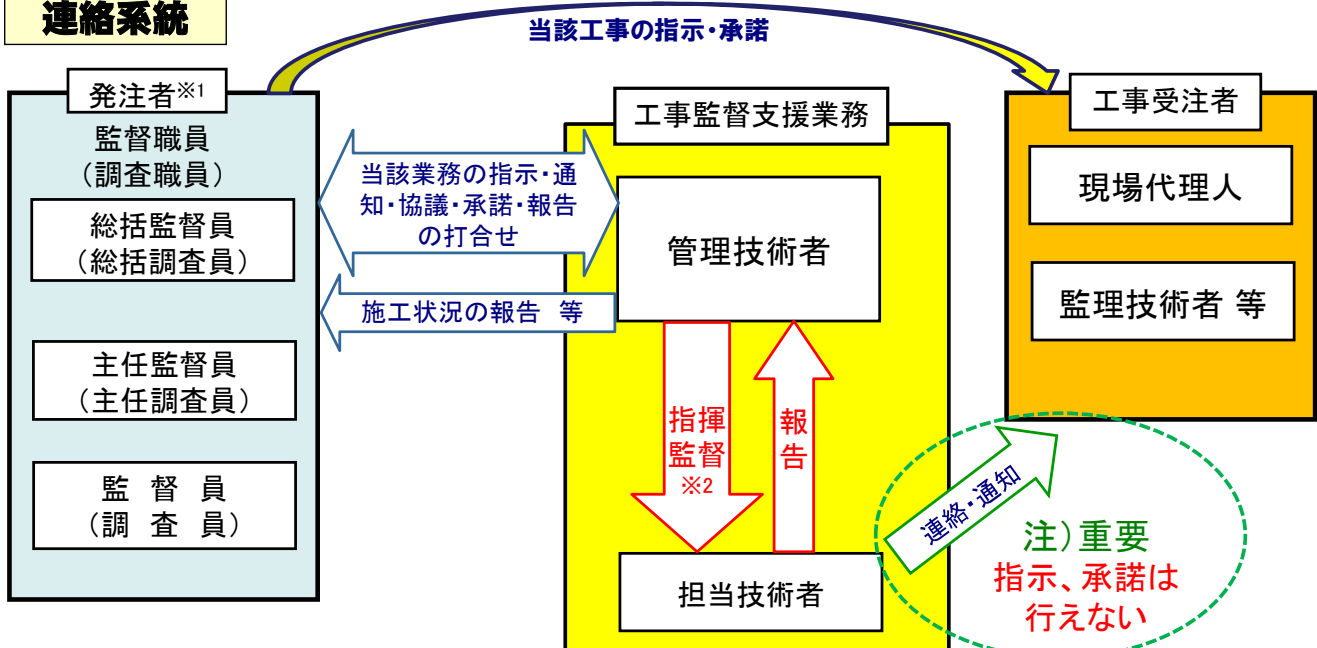 連絡系統
当該工事の指示・承諾
発注者※1
監督職員
（調査職員）
総括監督員
（総括調査員）
主任監督員
（主任調査員）
監　督　員
（調　査　員）
当該業務の指示・通
知・協議・承諾・報告
の打合せ
施工状況の報告　等
工事監督支援業務
管理技術者
指揮
監督
※2
報
告
担当技術者
工事受注者
現場代理人
監理技術者 等
連絡・通知
注）重要
指示、承諾は
行えない